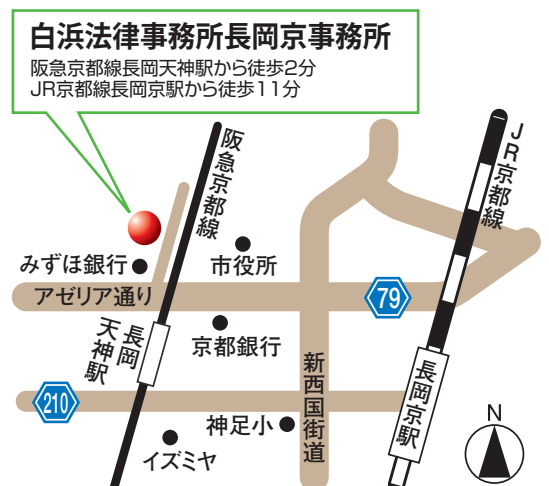 白浜法律事務所長岡京事務所
阪急京都線長岡天神駅から徒歩2分
JR京都線長岡京駅から徒歩11分
阪急京都線
JR京都線
みずほ銀行
市役所
アゼリア通り
79
長岡
天神駅
京都銀行
新西国街道
長岡京駅
210
神足小
イズミヤ
N